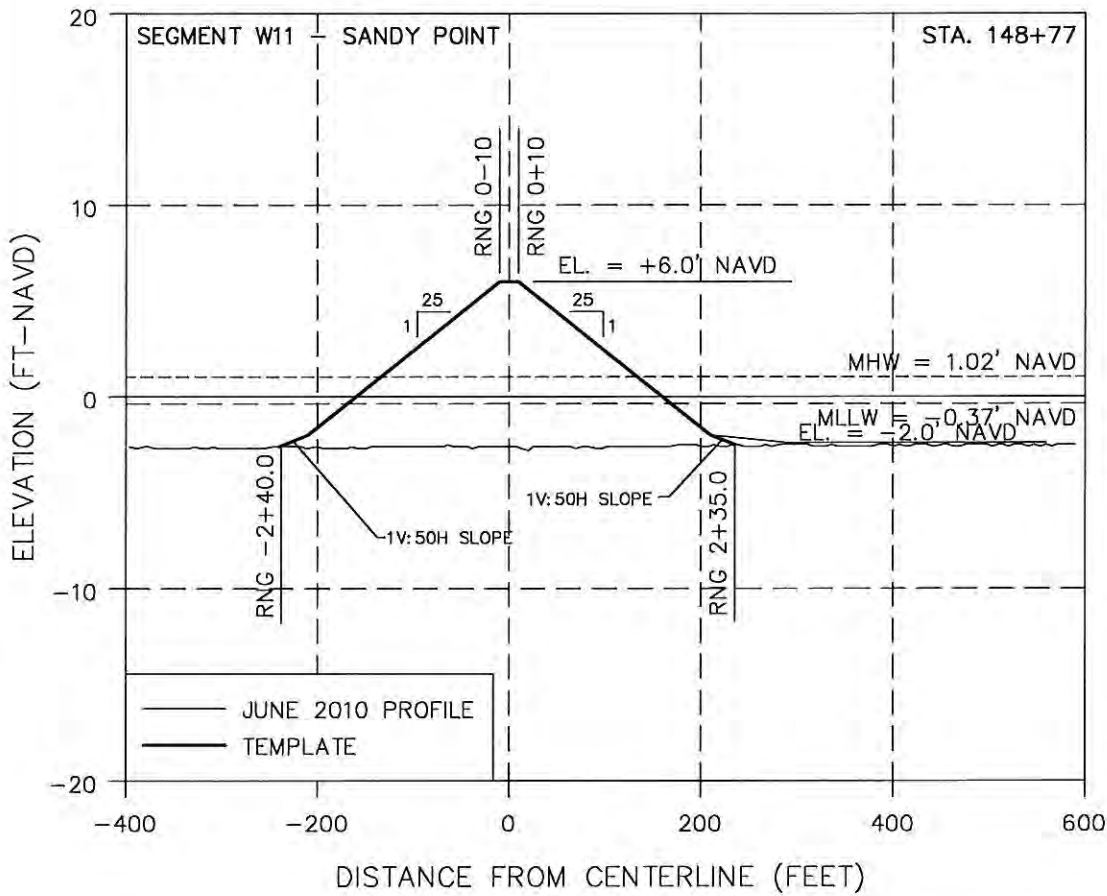 SEGMENT W11 – SANDY POINT
STA. 148+77
20
10
0
−10
−20
ELEVATION (FT–NAVD)
RNG 0–10
RNG 0+10
EL. = +6.0' NAVD
25
1
25
1
MHW = 1.02' NAVD
MLLW = −0.37' NAVD
EL. = −2.0' NAVD
1V:50H SLOPE
1V:50H SLOPE
RNG −2+40.0
RNG 2+35.0
JUNE 2010 PROFILE
TEMPLATE
−400
−200
0
200
400
600
DISTANCE FROM CENTERLINE (FEET)